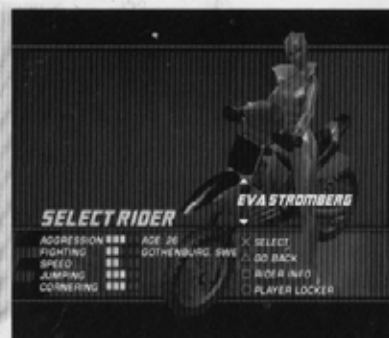 EVA STROMBERG
SELECT RIDER
AGGRESSION AGE 26
FIGHTING GOTHENBURG, SWE
SPEED
JUMPING
CORNERING
X SELECT
△ GO BACK
□ RIDER INFO
○ PLAYER LOCKER